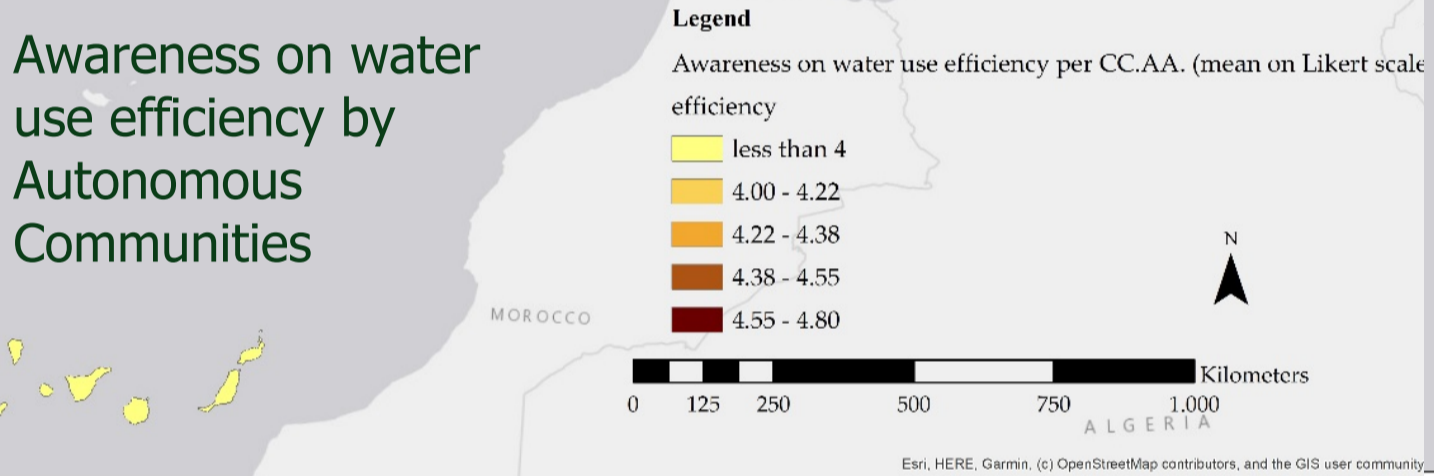 Awareness on water
use efficiency by
Autonomous
Communities
Legend
Awareness on water use efficiency per CC.AA. (mean on Likert scale
efficiency
less than 4
4.00 - 4.22
4.22 - 4.38
4.38 - 4.55
4.55 - 4.80
N
MOROCCO
Kilometers
0 125 250 500 750 1.000
ALGERIA
Esri, HERE, Garmin, (c) OpenStreetMap contributors, and the GIS user community